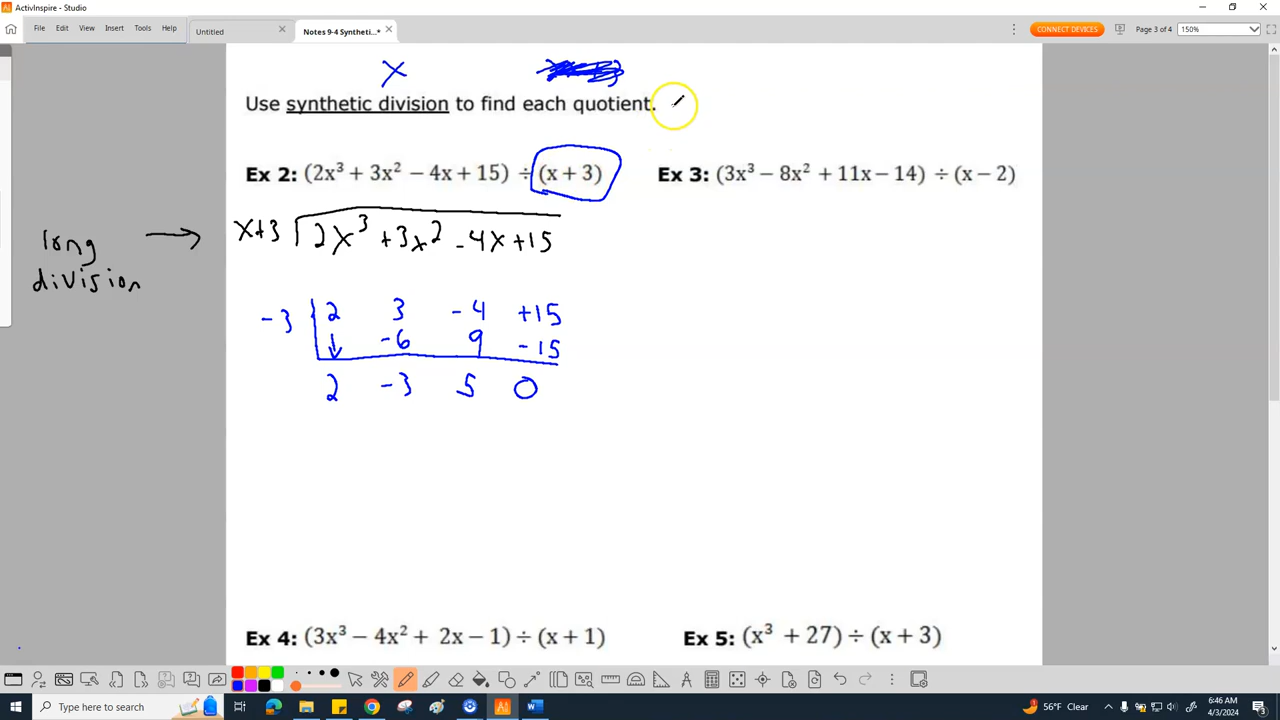 ActivInspire - Studio
File Edit View Insert Tools Help
Untitled
Notes 9-4 Syntheti...*
CONNECT DEVICES
Page 3 of 4
150%
x
Use synthetic division to find each quotient.
Ex 2: (2x³ + 3x² − 4x + 15) ÷ (x + 3)
Ex 3: (3x³ − 8x² + 11x − 14) ÷ (x − 2)
x+3 2x³ +3x² -4x +15
long
division
-3 2 3 -4 +15
-6 9 -15
2 -3 5 0
Ex 4: (3x³ − 4x² + 2x − 1) ÷ (x + 1)
Ex 5: (x³ + 27) ÷ (x + 3)
Type here to search
56°F Clear
6:46 AM
4/3/2024